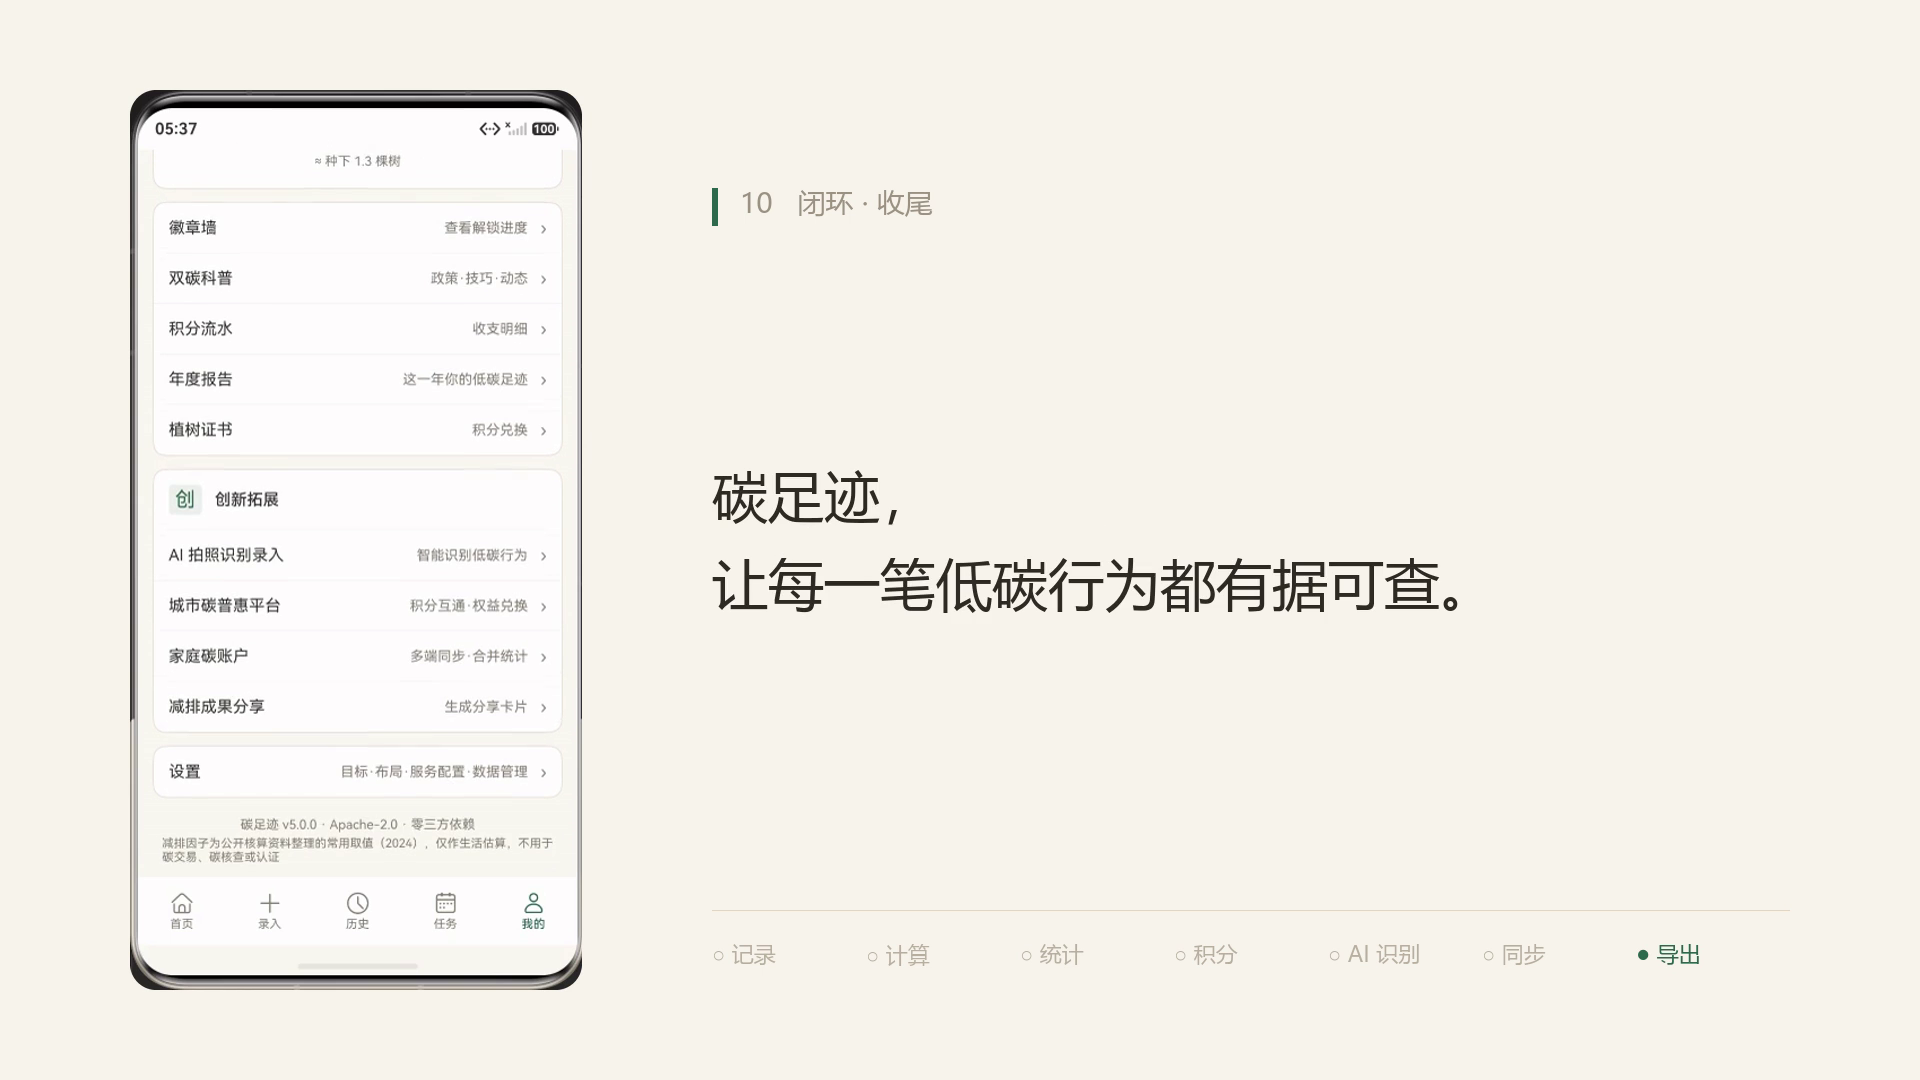 05:37
100
≈ 种下 1.3 棵树
徽章墙 查看解锁进度
双碳科普 政策·技巧·动态
积分流水 收支明细
年度报告 这一年你的低碳足迹
植树证书 积分兑换
创 创新拓展
AI 拍照识别录入 智能识别低碳行为
城市碳普惠平台 积分互通·权益兑换
家庭碳账户 多端同步·合并统计
减排成果分享 生成分享卡片
设置 目标·布局·服务配置·数据管理
碳足迹 v5.0.0 · Apache-2.0 · 零三方依赖
减排因子为公开核算资料整理的常用取值（2024），仅作生活估算，不用于
碳交易、碳核查或认证
首页 录入 历史 任务 我的
10 闭环 · 收尾
碳足迹，
让每一笔低碳行为都有据可查。
记录 计算 统计 积分 AI 识别 同步 导出